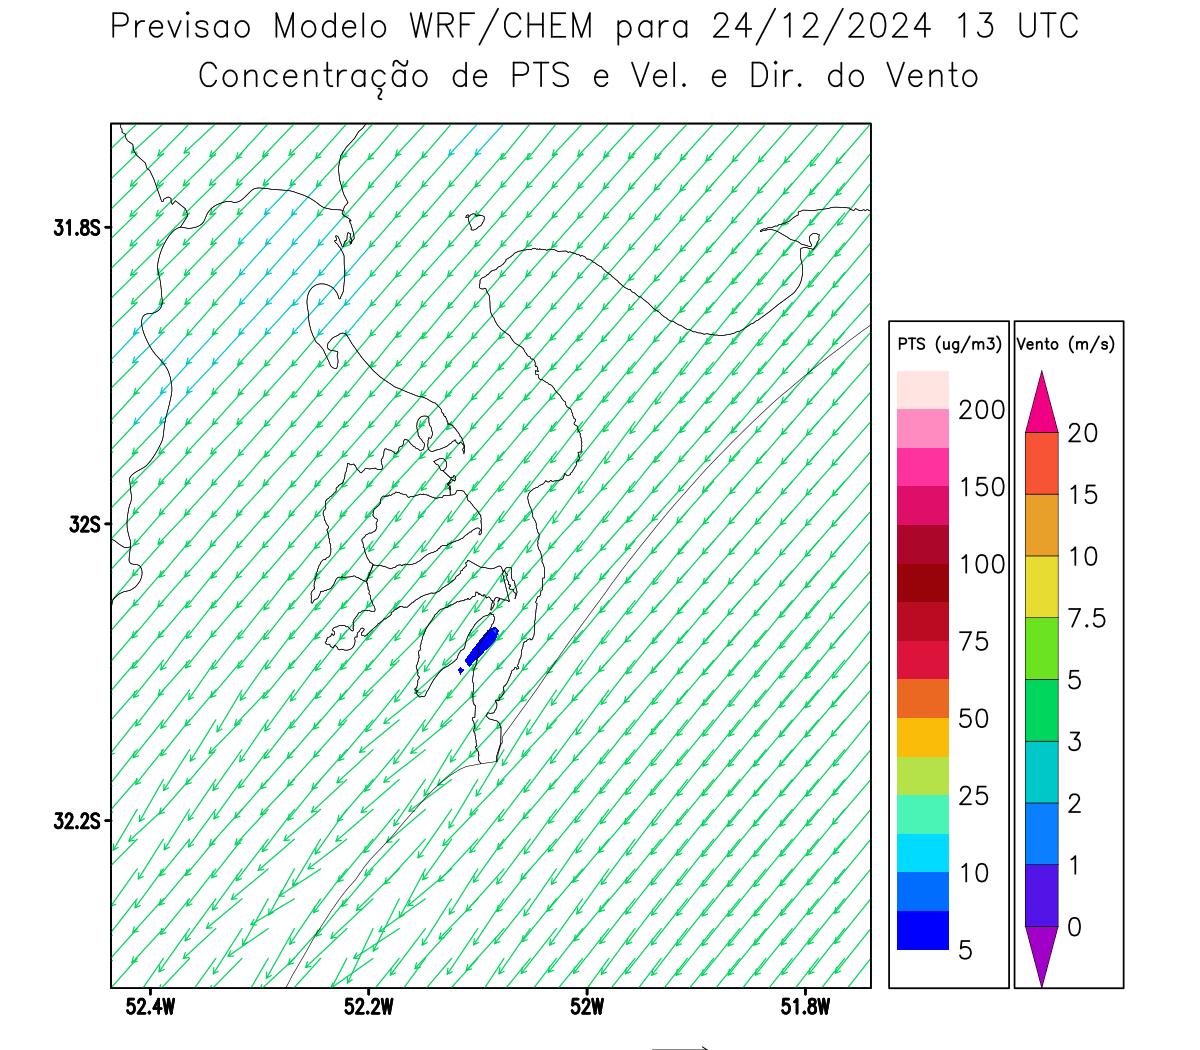 Previsao Modelo WRF/CHEM para 24/12/2024 13 UTC
Concentração de PTS e Vel. e Dir. do Vento
31.8S
32S
32.2S
52.4W 52.2W 52W 51.8W
PTS (ug/m3)
200
150
100
75
50
25
10
5
Vento (m/s)
20
15
10
7.5
5
3
2
1
0